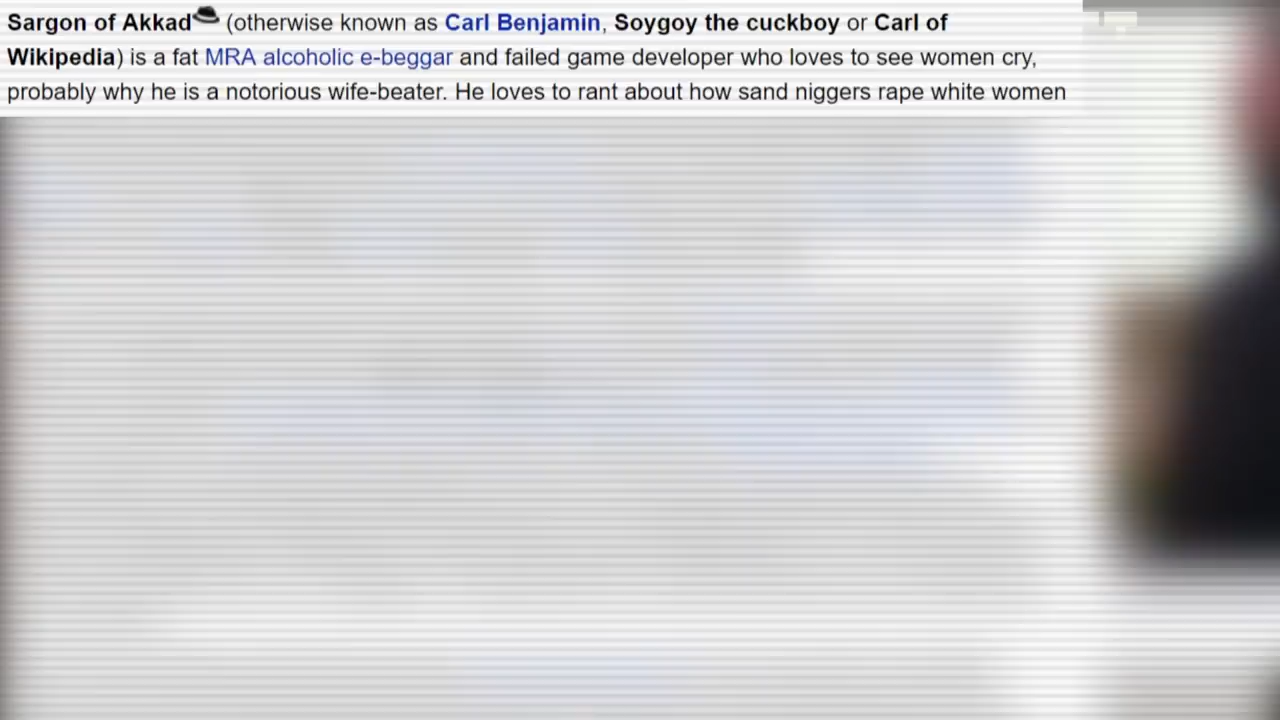 Sargon of Akkad (otherwise known as Carl Benjamin, Soygoy the cuckboy or Carl of
Wikipedia) is a fat MRA alcoholic e-beggar and failed game developer who loves to see women cry,
probably why he is a notorious wife-beater. He loves to rant about how sand niggers rape white women